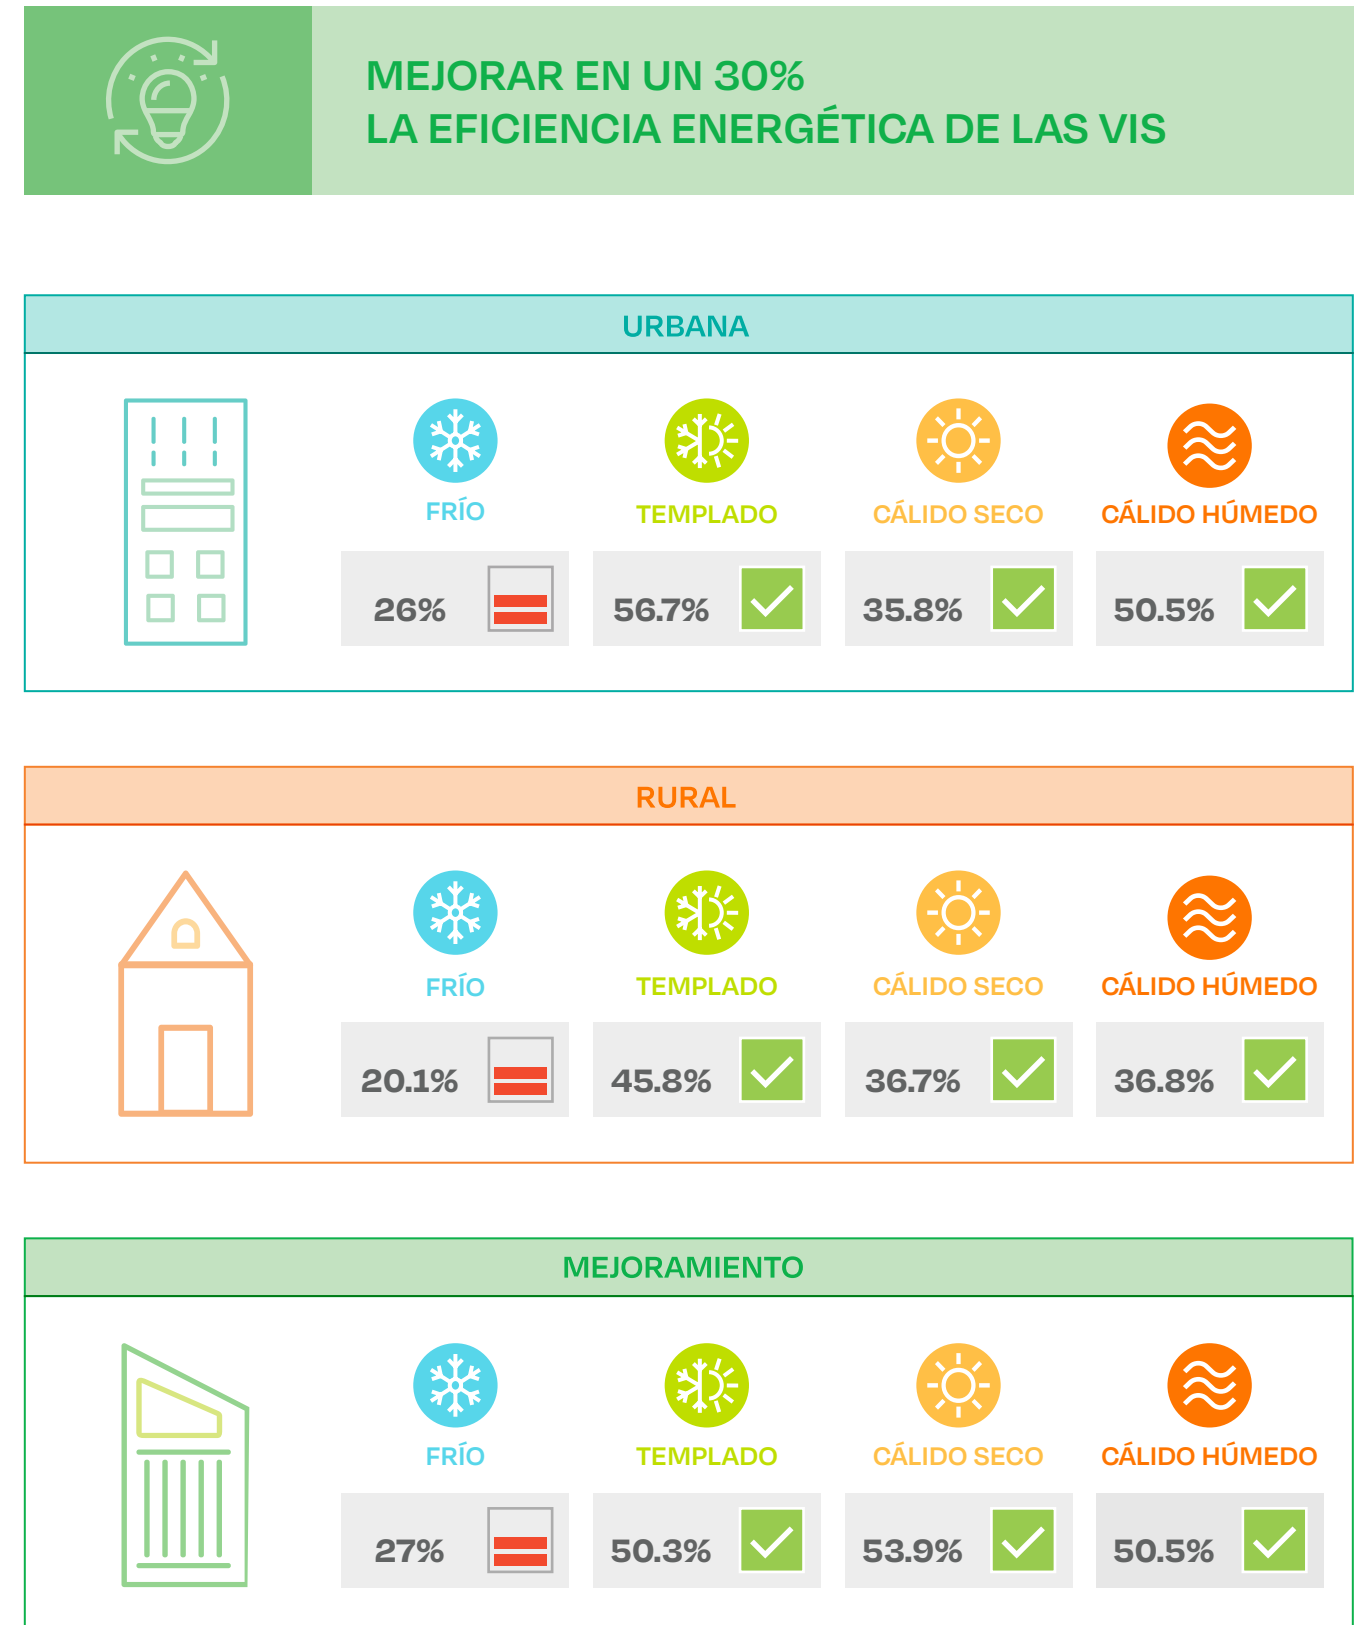 MEJORAR EN UN 30%
LA EFICIENCIA ENERGÉTICA DE LAS VIS
URBANA
FRÍO
TEMPLADO
CÁLIDO SECO
CÁLIDO HÚMEDO
26%
56.7%
35.8%
50.5%
RURAL
FRÍO
TEMPLADO
CÁLIDO SECO
CÁLIDO HÚMEDO
20.1%
45.8%
36.7%
36.8%
MEJORAMIENTO
FRÍO
TEMPLADO
CÁLIDO SECO
CÁLIDO HÚMEDO
27%
50.3%
53.9%
50.5%